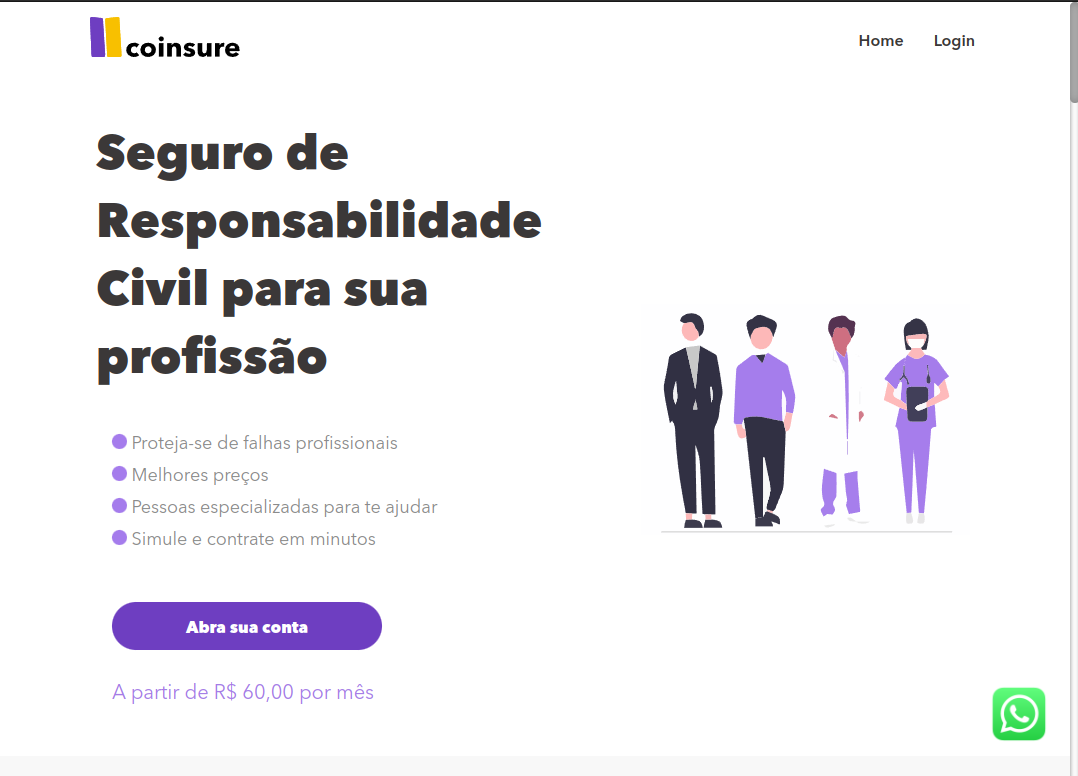 coinsure
Home
Login
Seguro de
Responsabilidade
Civil para sua
profissão
Proteja-se de falhas profissionais
Melhores preços
Pessoas especializadas para te ajudar
Simule e contrate em minutos
Abra sua conta
A partir de R$ 60,00 por mês